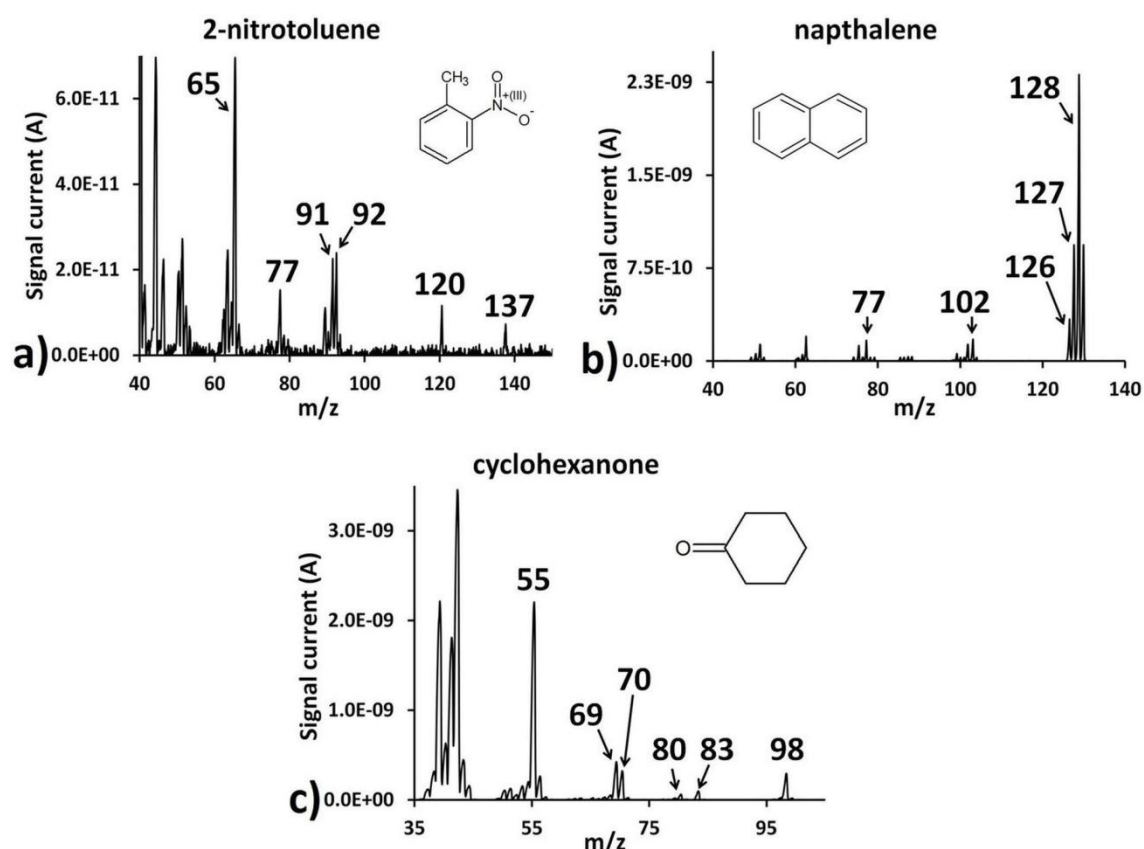 2-nitrotoluene
Signal current (A)
6.0E-11
4.0E-11
2.0E-11
0.0E+00
65
91
92
77
120
137
CH3
O
N+(III)
O-
40
60
80
100
120
140
m/z
a)
napthalene
Signal current (A)
2.3E-09
1.5E-09
7.5E-10
0.0E+00
128
127
126
102
77
40
60
80
100
120
140
m/z
b)
cyclohexanone
Signal current (A)
3.0E-09
2.0E-09
1.0E-09
0.0E+00
O
55
69
70
80
83
98
35
55
75
95
m/z
c)